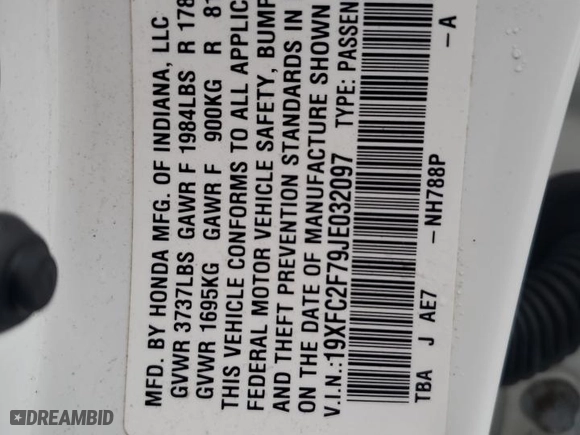 MFD. BY HONDA MFG. OF INDIANA, LLC
GVWR 3737LBS GAWR F 1984LBS R 178
GVWR 1695KG GAWR F 900KG R 81
THIS VEHICLE CONFORMS TO ALL APPLIC
FEDERAL MOTOR VEHICLE SAFETY, BUMP
AND THEFT PREVENTION STANDARDS IN
ON THE DATE OF MANUFACTURE SHOWN
V.I.N.:19XFC2F79JE032097 TYPE: PASSEN
TBA J AE7 -NH788P -A
DREAMBID